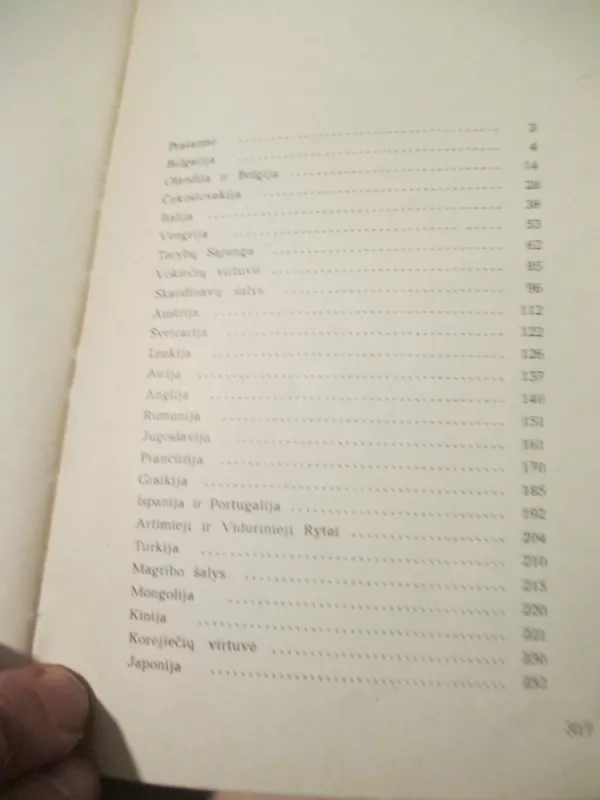 Pratarmė 3
Bulgarija 4
Olandija ir Belgija 14
Čekoslovakija 28
Italija 38
Vengrija 53
Tarybų Sąjunga 62
Vokiečių virtuvė 85
Skandinavų šalys 96
Austrija 112
Šveicarija 122
Lenkija 126
Airija 137
Anglija 140
Rumunija 151
Jugoslavija 161
Prancūzija 170
Graikija 185
Ispanija ir Portugalija 192
Artimieji ir Vidurinieji Rytai 204
Turkija 210
Magribo šalys 215
Mongolija 220
Kinija 221
Korėjiečių virtuvė 230
Japonija 232